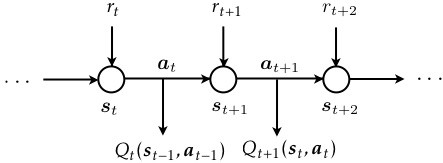 r_t r_{t+1} r_{t+2}
... a_t a_{t+1} ...
s_t s_{t+1} s_{t+2}
Q_t(s_{t−1}, a_{t−1}) Q_{t+1}(s_t, a_t)